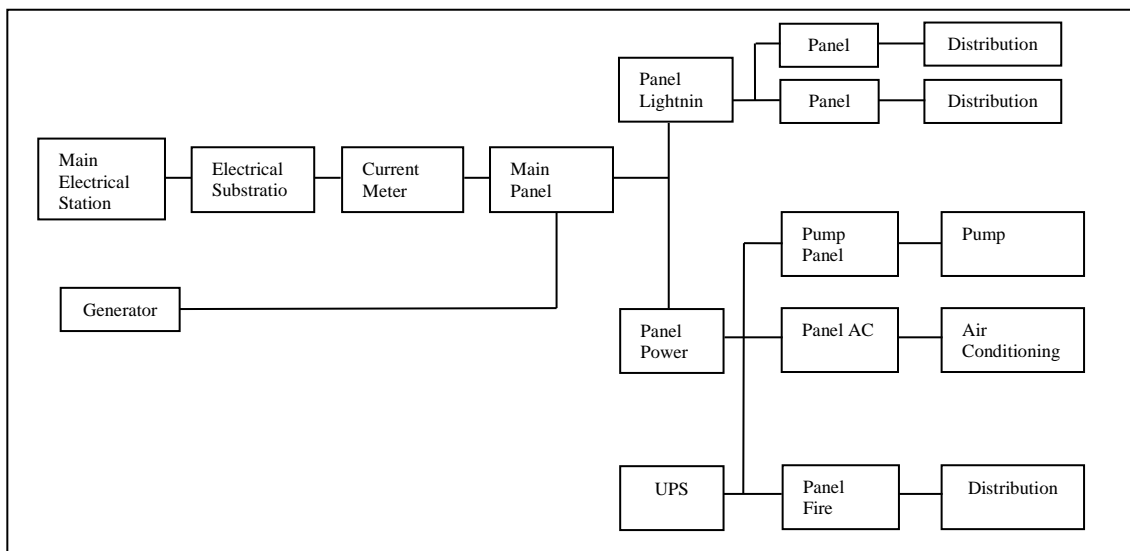 Panel
Distribution
Panel
Lightnin
Panel
Distribution
Main
Electrical
Station
Electrical
Substratio
Current
Meter
Main
Panel
Pump
Panel
Pump
Generator
Panel
Power
Panel AC
Air
Conditioning
UPS
Panel
Fire
Distribution